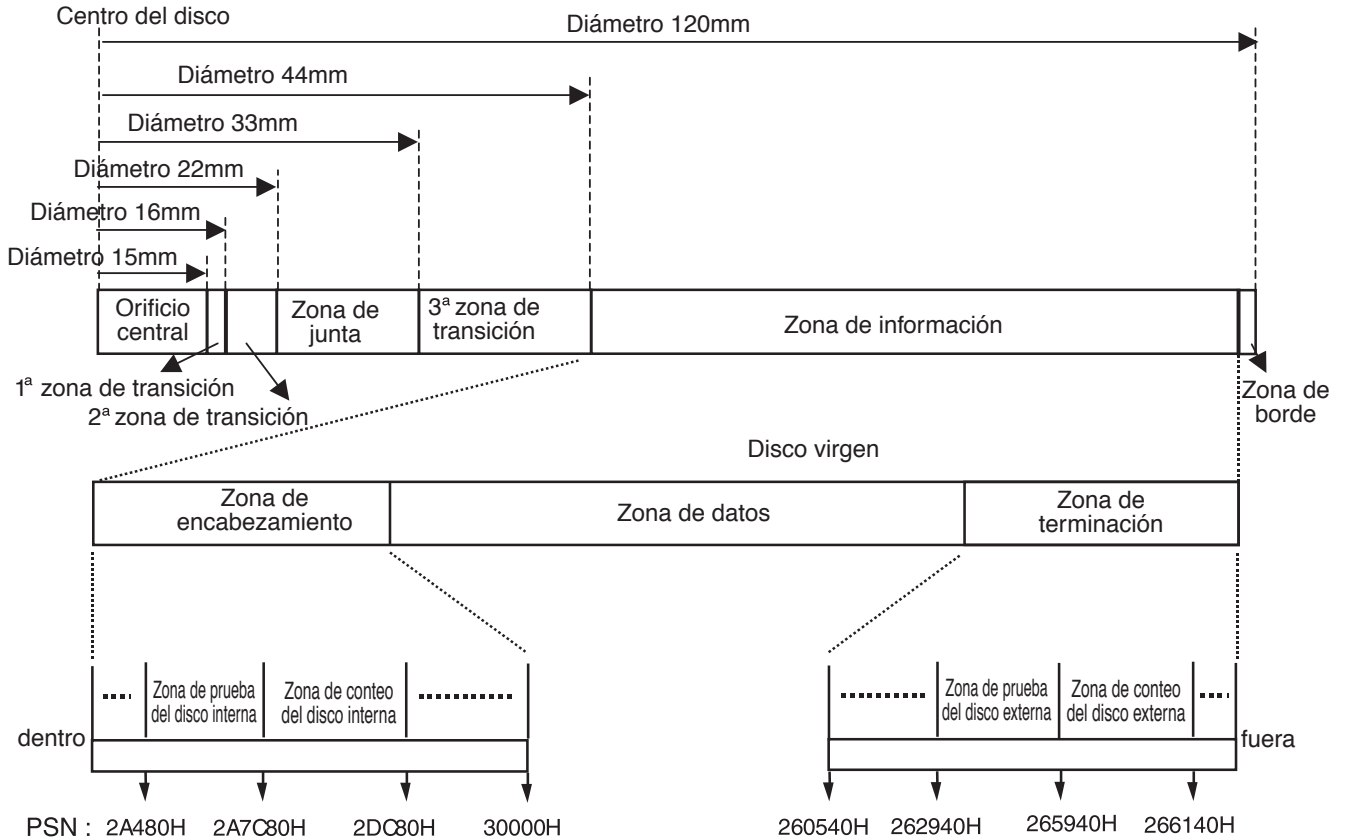 Centro del disco
Diámetro 120mm
Diámetro 44mm
Diámetro 33mm
Diámetro 22mm
Diámetro 16mm
Diámetro 15mm
Orificio
central
Zona de
junta
3ª zona de
transición
Zona de información
1ª zona de transición
2ª zona de transición
Zona de
borde
Disco virgen
Zona de
encabezamiento
Zona de datos
Zona de
terminación
Zona de prueba
del disco interna
Zona de conteo
del disco interna
Zona de prueba
del disco externa
Zona de conteo
del disco externa
dentro
fuera
PSN : 2A480H 2A7C80H 2DC80H 30000H 260540H 262940H 265940H 266140H